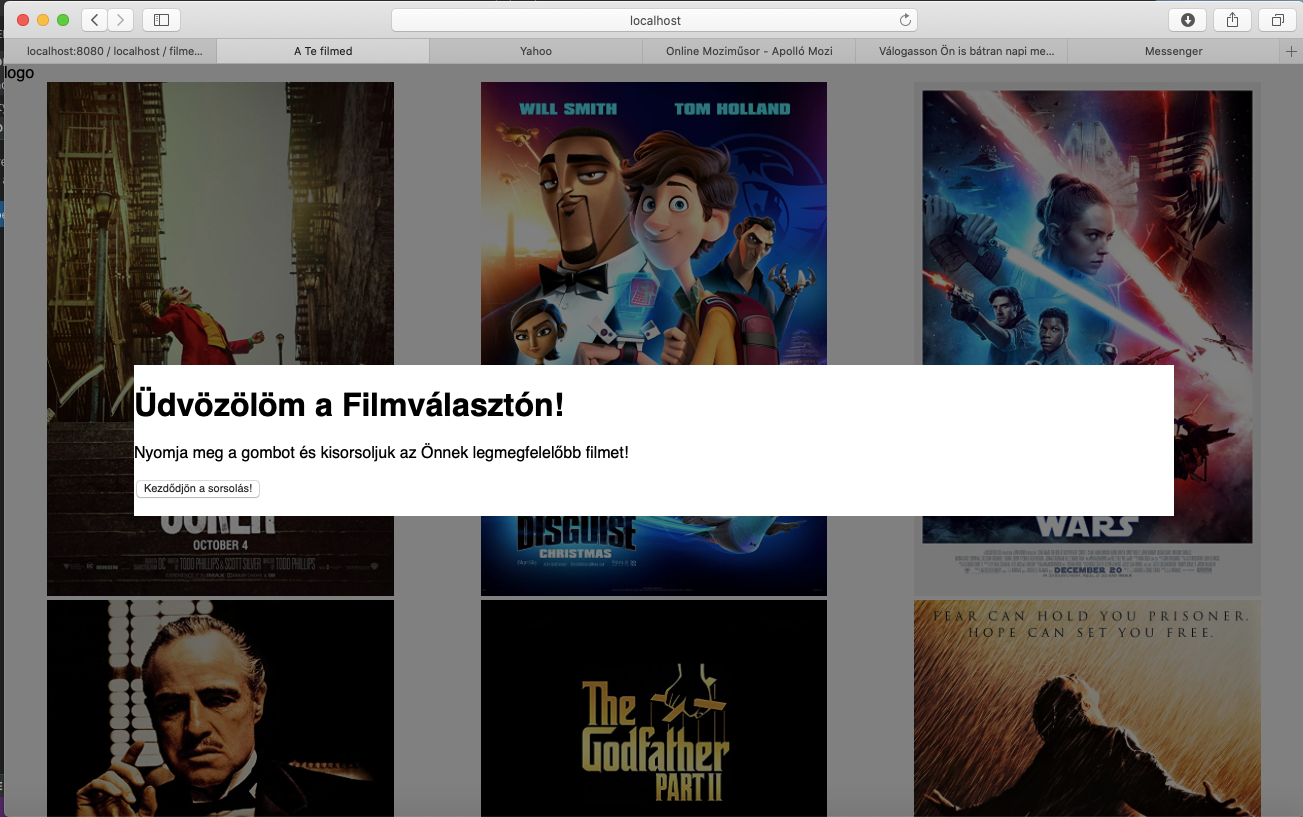 localhost
localhost:8080 / localhost / filme...
A Te filmed
Yahoo
Online Moziműsor - Apolló Mozi
Válogasson Ön is bátran napi me...
Messenger
logo
WILL SMITH
TOM HOLLAND
Üdvözölöm a Filmválasztón!
Nyomja meg a gombot és kisorsoljuk az Önnek legmegfelelőbb filmet!
Kezdődjön a sorsolás!
JOKER
OCTOBER 4
DISGUISE
CHRISTMAS
WARS
DECEMBER 20
The
Godfather
PART II
FEAR CAN HOLD YOU PRISONER.
HOPE CAN SET YOU FREE.